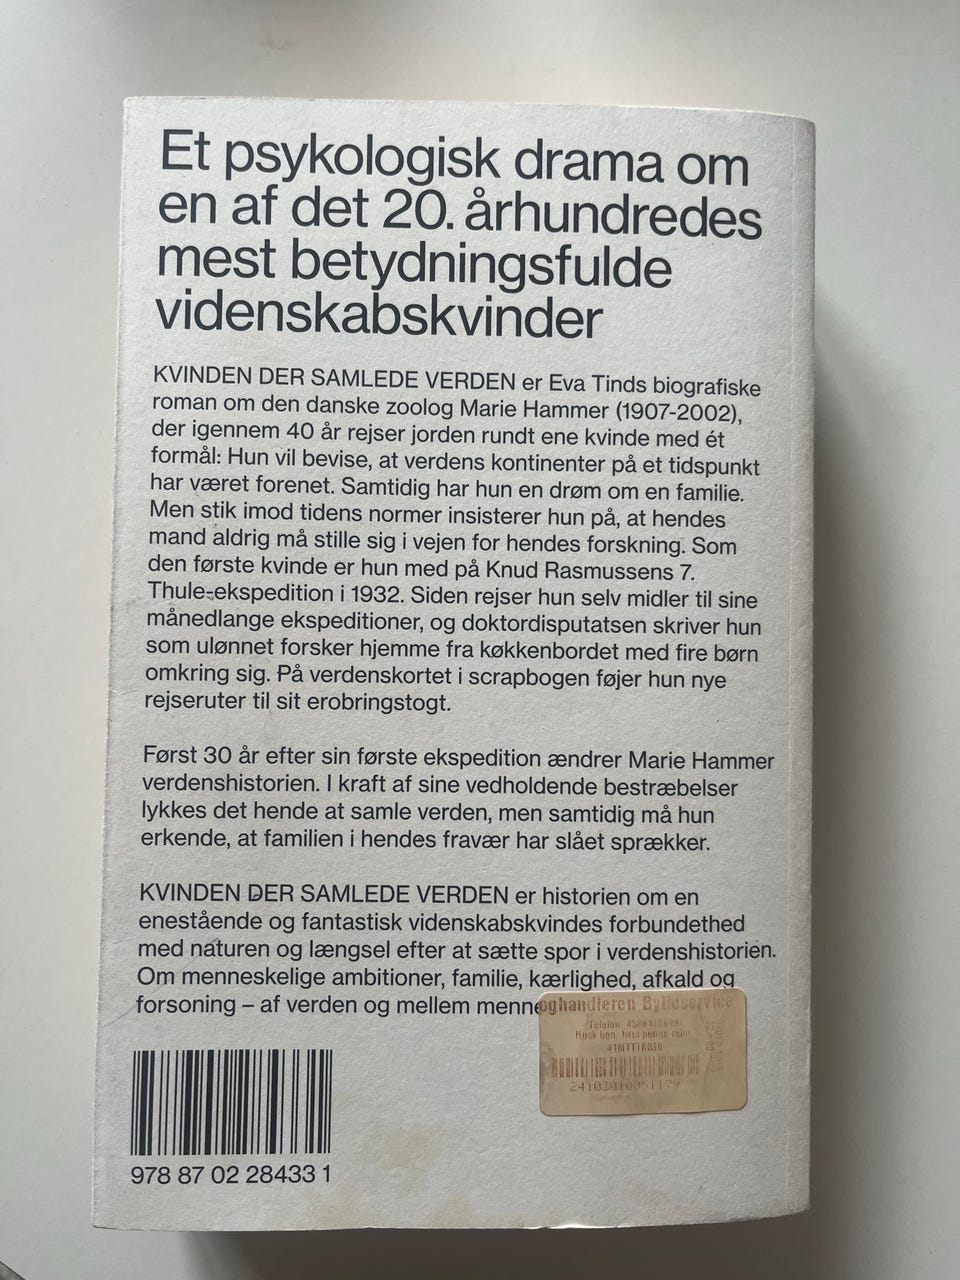 Et psykologisk drama om
en af det 20. århundredes
mest betydningsfulde
videnskabskvinder
KVINDEN DER SAMLEDE VERDEN er Eva Tinds biografiske
roman om den danske zoolog Marie Hammer (1907-2002),
der igennem 40 år rejser jorden rundt ene kvinde med ét
formål: Hun vil bevise, at verdens kontinenter på et tidspunkt
har været forenet. Samtidig har hun en drøm om en familie.
Men stik imod tidens normer insisterer hun på, at hendes
mand aldrig må stille sig i vejen for hendes forskning. Som
den første kvinde er hun med på Knud Rasmussens 7.
Thule-ekspedition i 1932. Siden rejser hun selv midler til sine
månedlange ekspeditioner, og doktordisputatsen skriver hun
som ulønnet forsker hjemme fra køkkenbordet med fire børn
omkring sig. På verdenskortet i scrapbogen føjer hun nye
rejseruter til sit erobringstogt.
Først 30 år efter sin første ekspedition ændrer Marie Hammer
verdenshistorien. I kraft af sine vedholdende bestræbelser
lykkes det hende at samle verden, men samtidig må hun
erkende, at familien i hendes fravær har slået sprækker.
KVINDEN DER SAMLEDE VERDEN er historien om en
enestående og fantastisk videnskabskvindes forbundethed
med naturen og længsel efter at sætte spor i verdenshistorien.
Om menneskelige ambitioner, familie, kærlighed, afkald og
forsoning – af verden og mellem menne
oghandleren Bytteservice
Telefon
Husk bon, hvis penge retur
978 87 02 28433 1